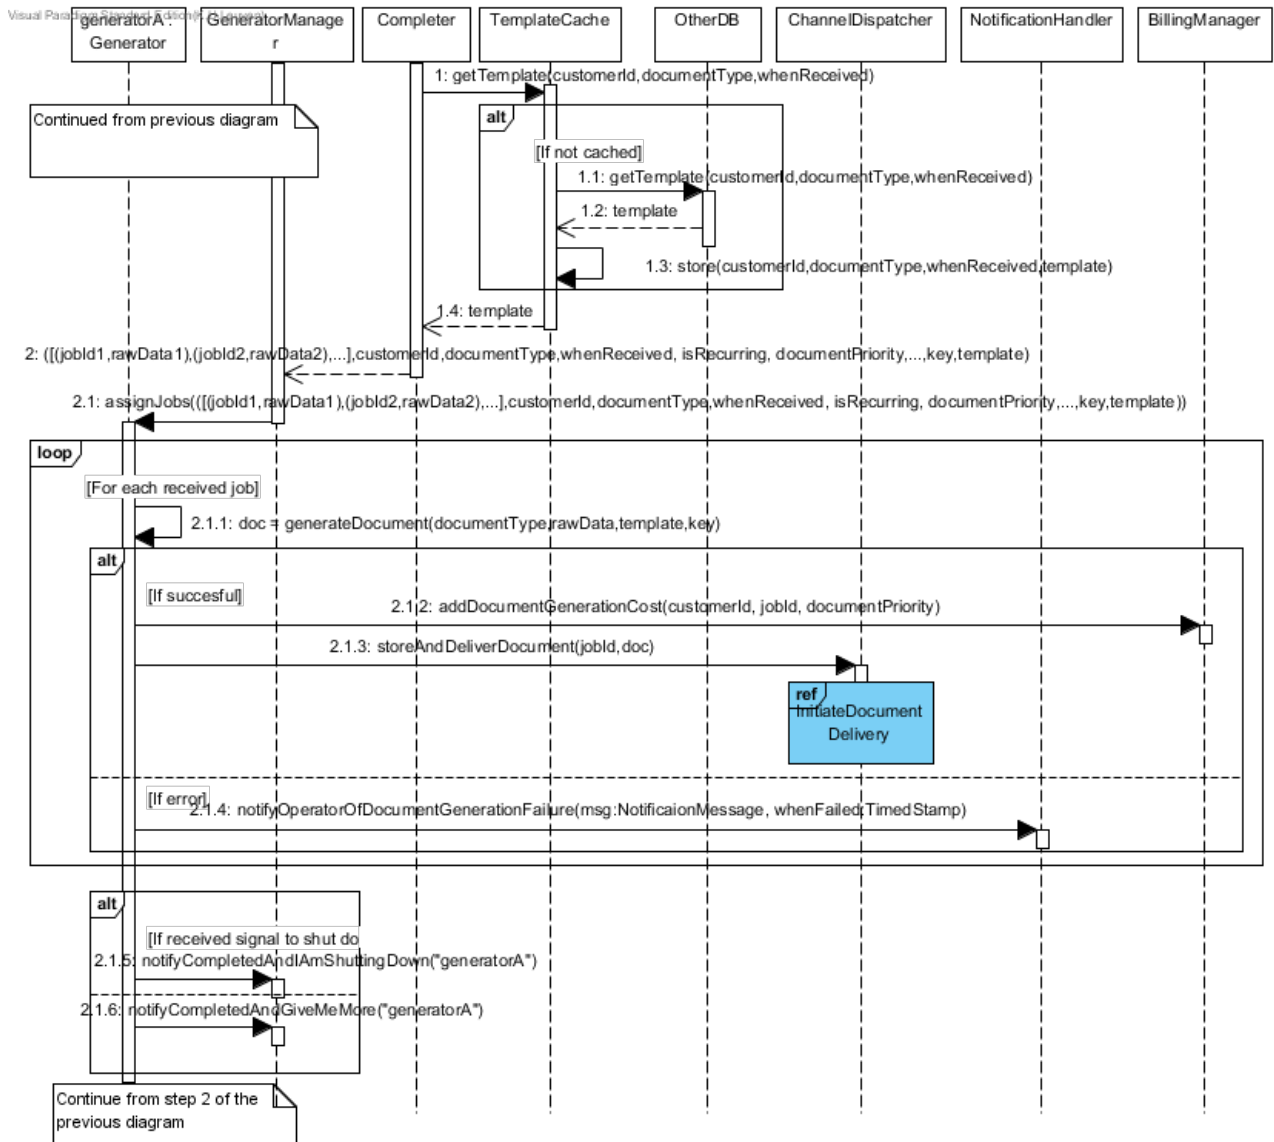 Visual Paradigm Standard Edition
generatorA :
Generator
GeneratorManage
r
Completer
TemplateCache
OtherDB
ChannelDispatcher
NotificationHandler
BillingManager
1: getTemplate(customerId,documentType,whenReceived)
Continued from previous diagram
alt
[If not cached]
1.1: getTemplate(customerId,documentType,whenReceived)
1.2: template
1.3: store(customerId,documentType,whenReceived,template)
1.4: template
2: ([(jobId1,rawData1),(jobId2,rawData2),...],customerId,documentType,whenReceived, isRecurring, documentPriority,...,key,template)
2.1: assignJobs(([(jobId1,rawData1),(jobId2,rawData2),...],customerId,documentType,whenReceived, isRecurring, documentPriority,...,key,template))
loop
[For each received job]
2.1.1: doc = generateDocument(documentType,rawData,template,key)
alt
[If succesful]
2.1.2: addDocumentGenerationCost(customerId, jobId, documentPriority)
2.1.3: storeAndDeliverDocument(jobId,doc)
ref
InitiateDocument
Delivery
[If error]
2.1.4: notifyOperatorOfDocumentGenerationFailure(msg:NotificaionMessage, whenFailed:TimedStamp)
alt
[If received signal to shut do
2.1.5: notifyCompletedAndIAmShuttingDown("generatorA")
2.1.6: notifyCompletedAndGiveMeMore("generatorA")
Continue from step 2 of the
previous diagram